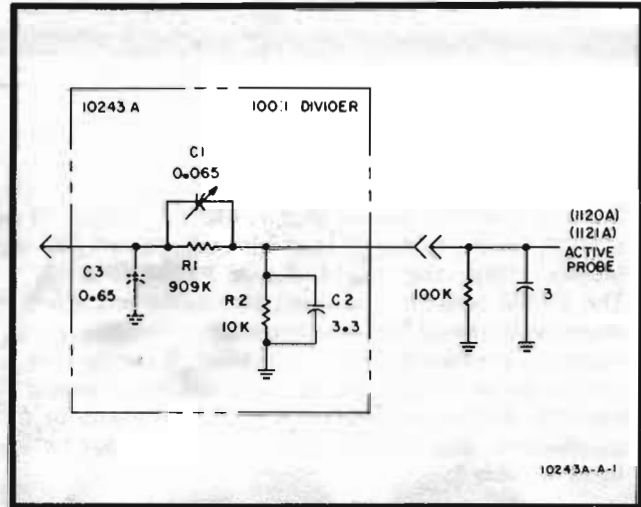 10243 A 100:1 DIVIDER
C1
0.065
C3
0.65
R1
909K
R2
10K
C2
3.3
100K
3
(1120A)
(1121A)
ACTIVE
PROBE
10243A-A-1